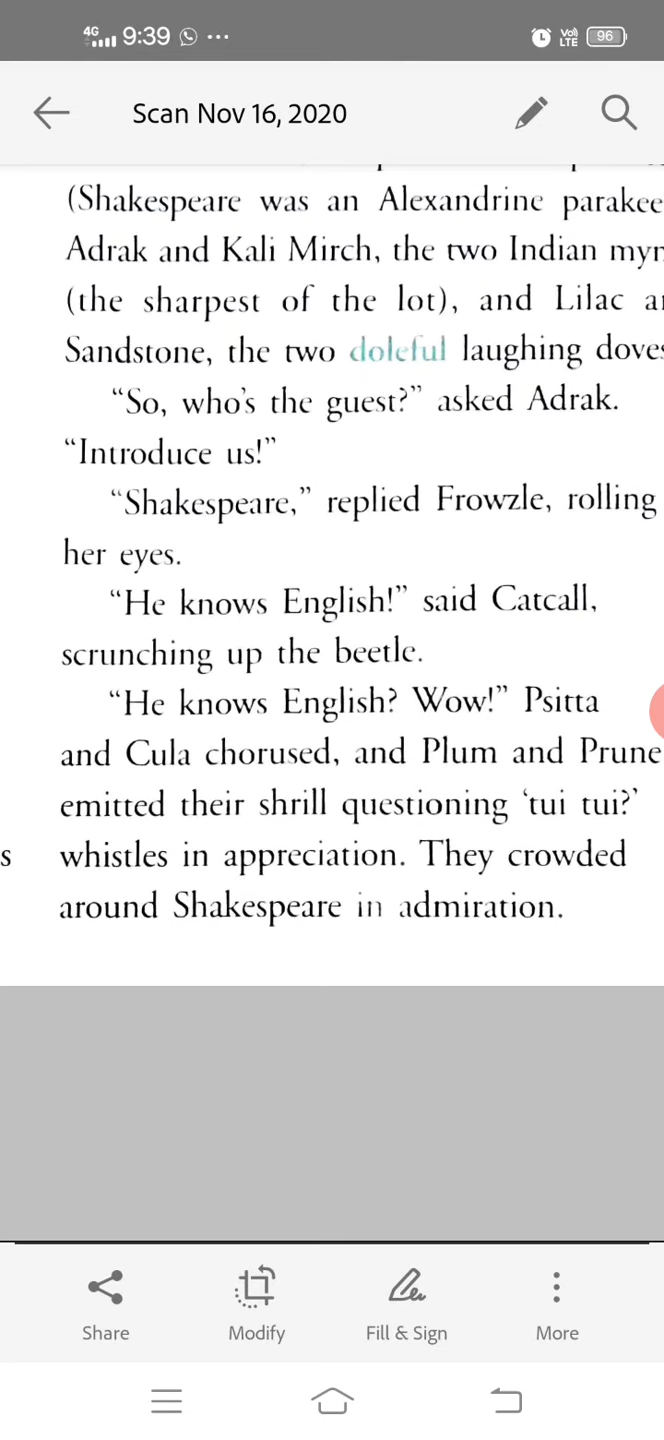 4G 9:39 ... Vo) LTE 96
Scan Nov 16, 2020
(Shakespeare was an Alexandrine parakee
Adrak and Kali Mirch, the two Indian myn
(the sharpest of the lot), and Lilac a
Sandstone, the two doleful laughing doves
“So, who’s the guest?” asked Adrak.
“Introduce us!”
“Shakespeare,” replied Frowzle, rolling
her eyes.
“He knows English!” said Catcall,
scrunching up the beetle.
“He knows English? Wow!” Psitta
and Cula chorused, and Plum and Prune
emitted their shrill questioning ‘tui tui?’
s whistles in appreciation. They crowded
around Shakespeare in admiration.
Share Modify Fill & Sign More